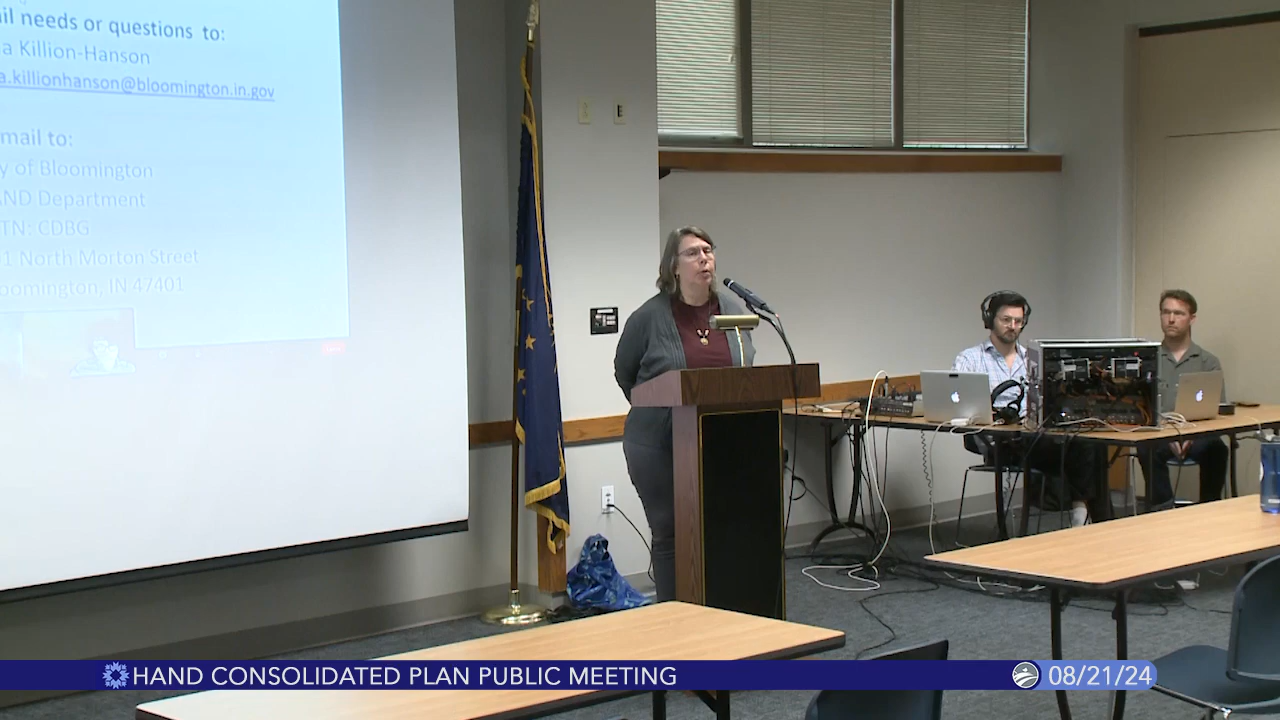 il needs or questions to:
a Killion-Hanson
a.killionhanson@bloomington.in.gov
mail to:
y of Bloomington
AND Department
TN: CDBG
01 North Morton Street
oomington, IN 47401
HAND CONSOLIDATED PLAN PUBLIC MEETING
08/21/24